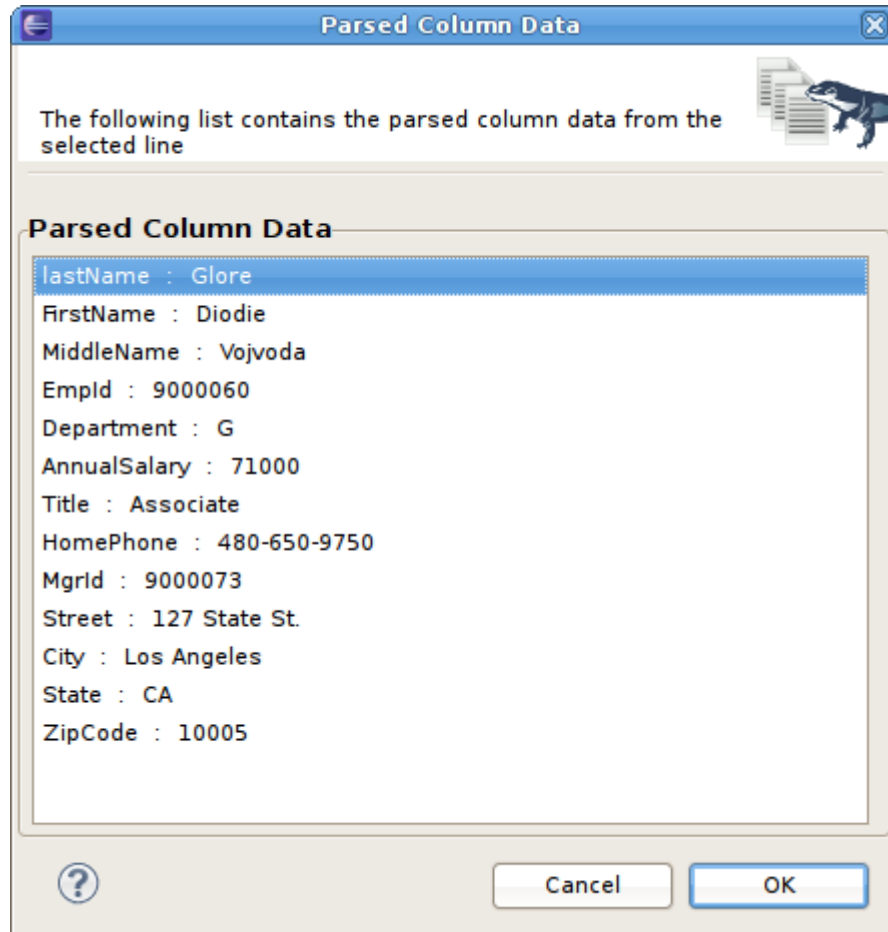 Parsed Column Data
The following list contains the parsed column data from the
selected line
Parsed Column Data
lastName : Glore
FirstName : Diodie
MiddleName : Vojvoda
EmpId : 9000060
Department : G
AnnualSalary : 71000
Title : Associate
HomePhone : 480-650-9750
MgrId : 9000073
Street : 127 State St.
City : Los Angeles
State : CA
ZipCode : 10005
?
Cancel
OK